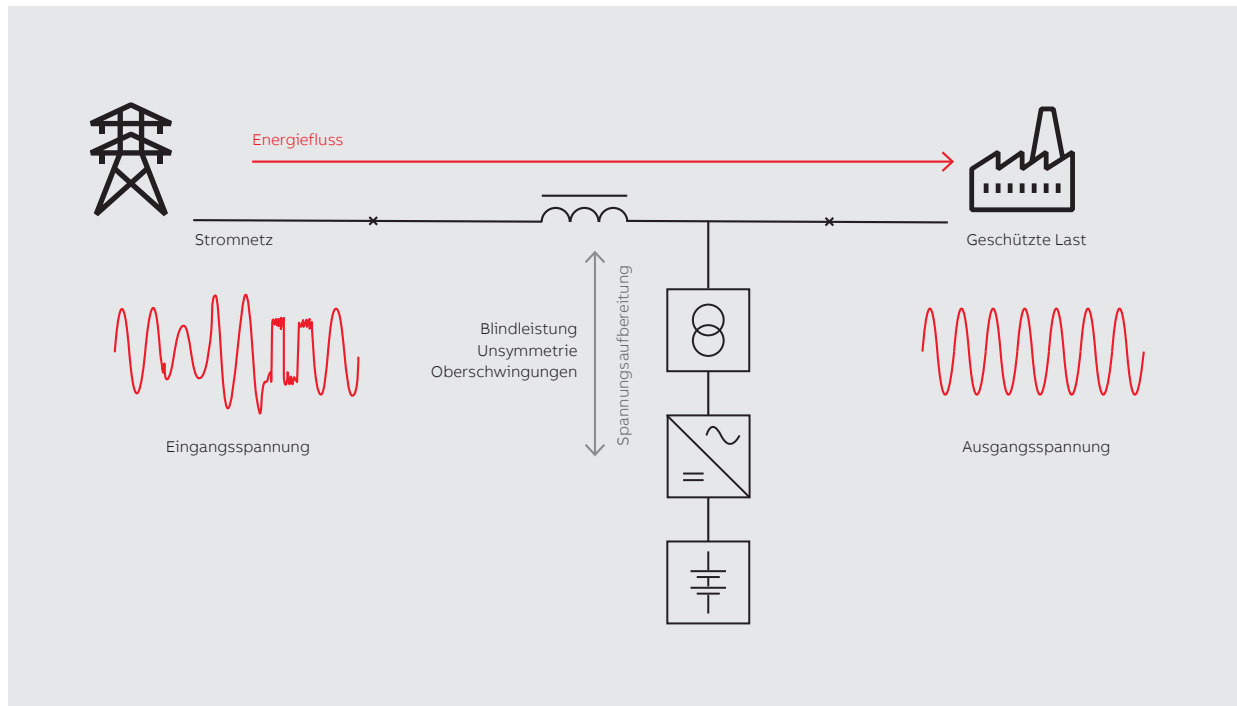 Energiefluss
Stromnetz
Geschützte Last
Blindleistung
Unsymmetrie
Oberschwingungen
Spannungsaufbereitung
Eingangsspannung
Ausgangsspannung